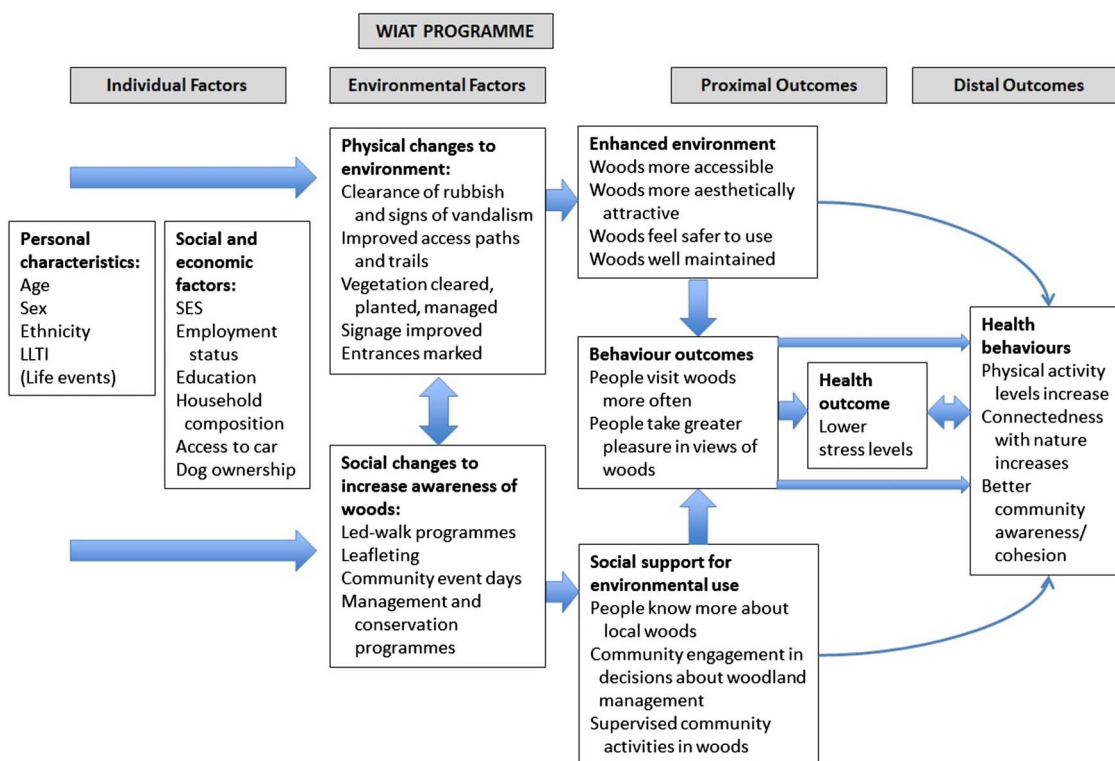 WIAT PROGRAMME
Individual Factors
Environmental Factors
Proximal Outcomes
Distal Outcomes
Personal
characteristics:
Age
Sex
Ethnicity
LLTI
(Life events)
Social and
economic
factors:
SES
Employment
status
Education
Household
composition
Access to car
Dog ownership
Physical changes to
environment:
Clearance of rubbish
and signs of vandalism
Improved access paths
and trails
Vegetation cleared,
planted, managed
Signage improved
Entrances marked
Social changes to
increase awareness of
woods:
Led-walk programmes
Leafleting
Community event days
Management and
conservation
programmes
Enhanced environment
Woods more accessible
Woods more aesthetically
attractive
Woods feel safer to use
Woods well maintained
Behaviour outcomes
People visit woods
more often
People take greater
pleasure in views of
woods
Social support for
environmental use
People know more about
local woods
Community engagement in
decisions about woodland
management
Supervised community
activities in woods
Health
outcome
Lower
stress levels
Health
behaviours
Physical activity
levels increase
Connectedness
with nature
increases
Better
community
awareness/
cohesion